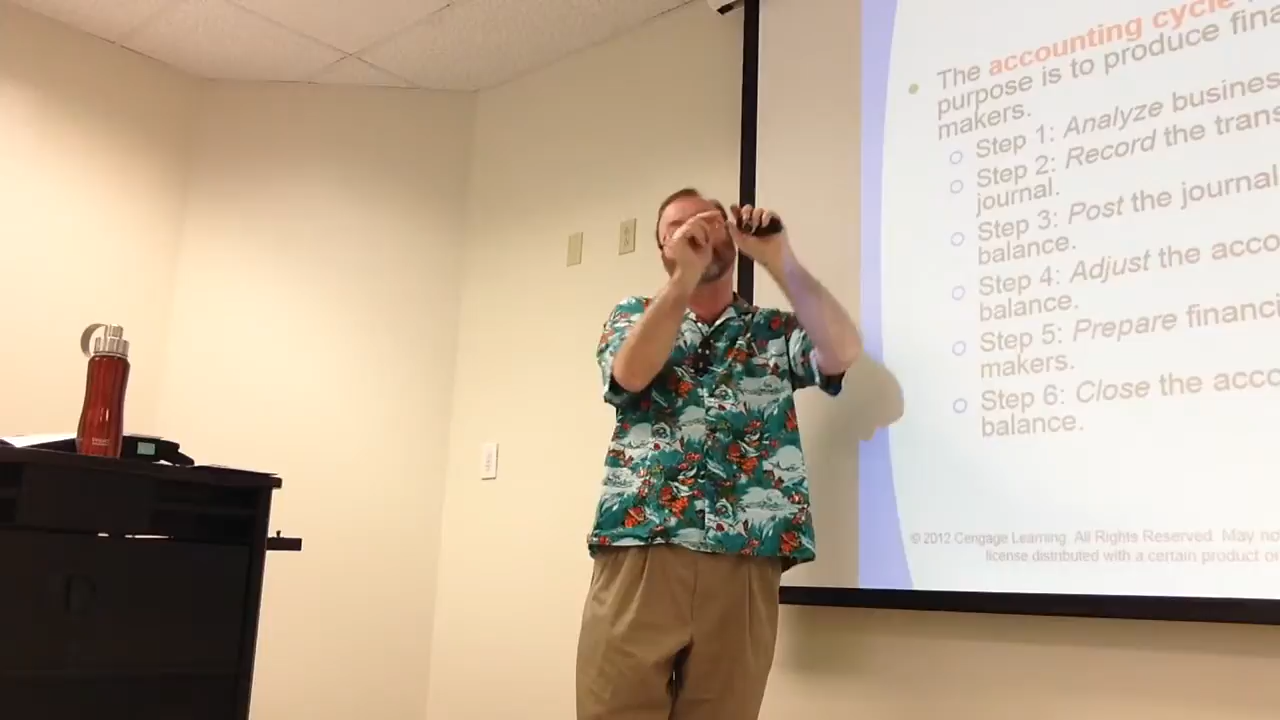 The accounting cycle
purpose is to produce fina
makers.
Step 1: Analyze busines
Step 2: Record the trans
journal.
Step 3: Post the journal
balance.
Step 4: Adjust the acco
balance.
Step 5: Prepare financ
makers.
Step 6: Close the acco
balance.
© 2012 Cengage Learning. All Rights Reserved. May no
license distributed with a certain product o